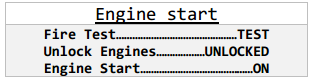 Engine start
Fire Test……………………………………TEST
Unlock Engines………………UNLOCKED
Engine Start…………………………………ON